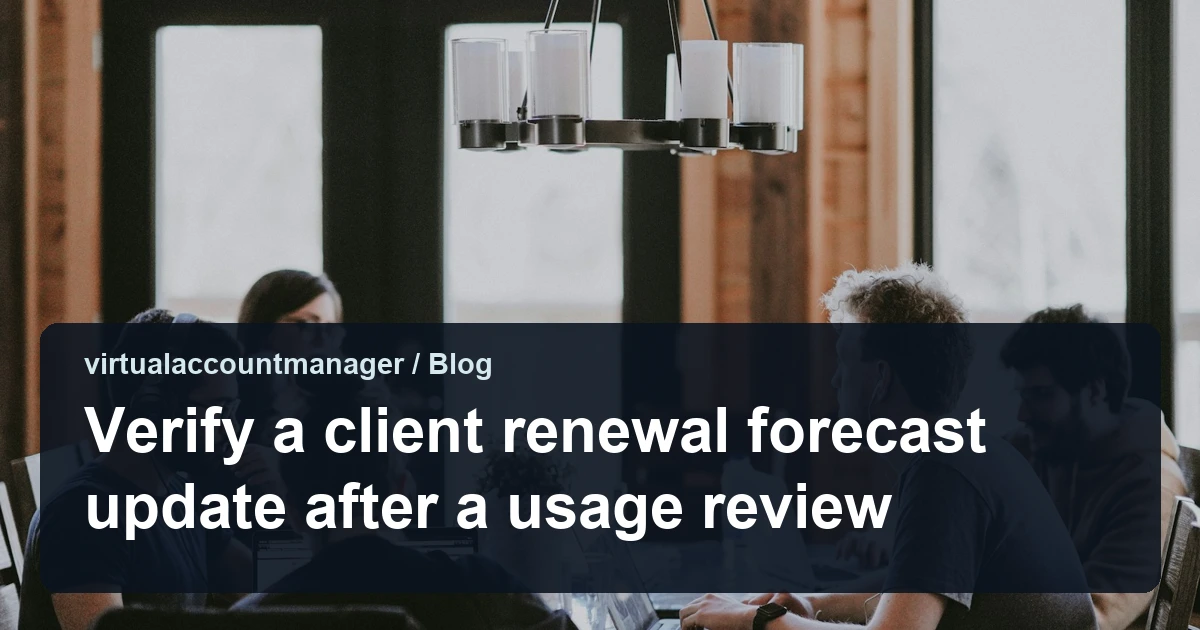 virtualaccountmanager / Blog
Verify a client renewal forecast
update after a usage review